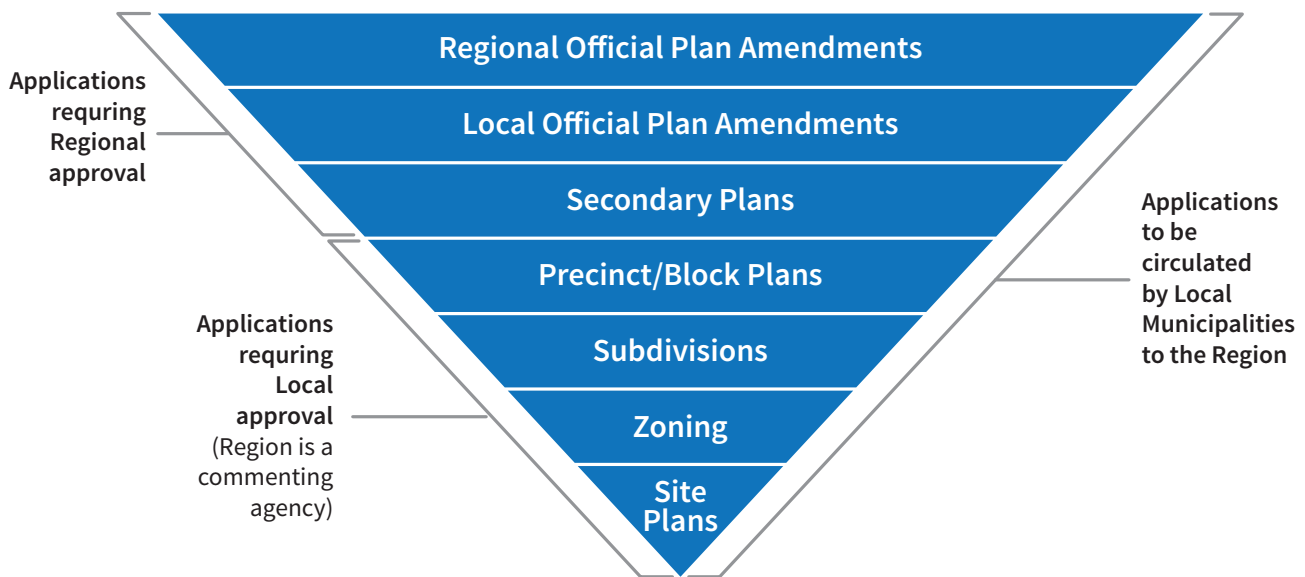 Regional Official Plan Amendments
Local Official Plan Amendments
Secondary Plans
Precinct/Block Plans
Subdivisions
Zoning
Site
Plans
Applications
requring
Regional
approval
Applications
requring
Local
approval
(Region is a
commenting
agency)
Applications
to be
circulated
by Local
Municipalities
to the Region